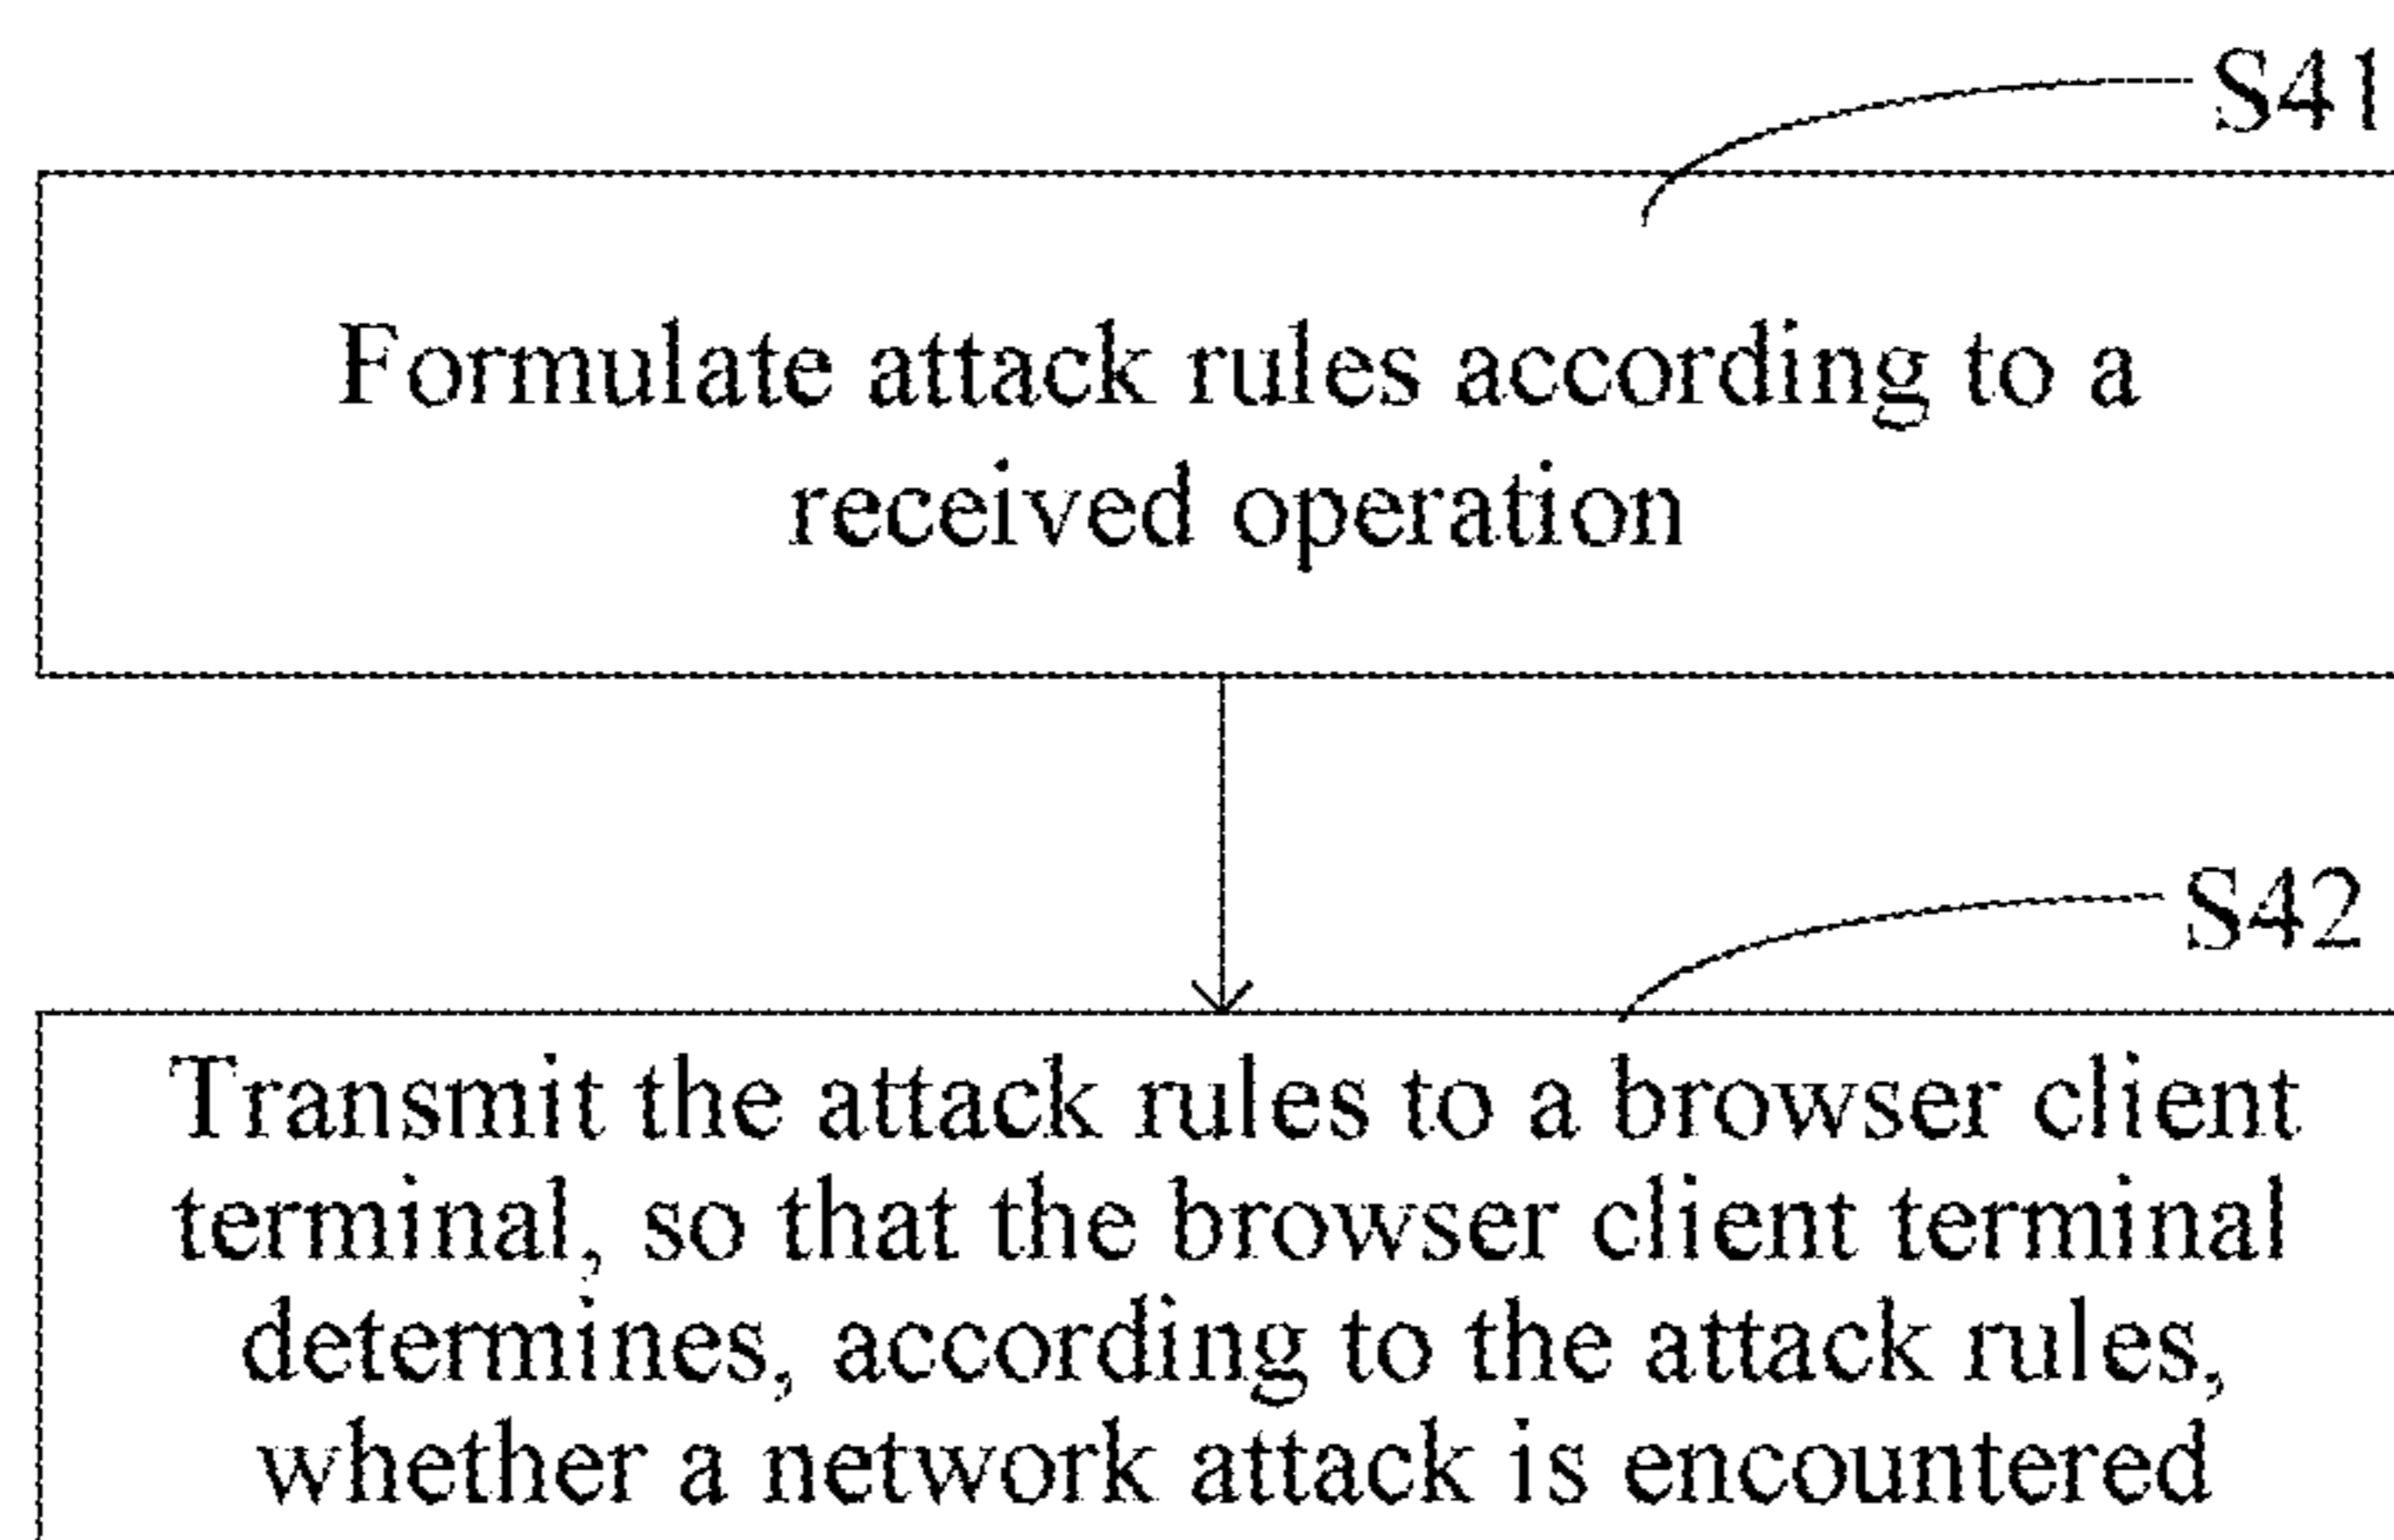 S41
Formulate attack rules according to a
received operation
S42
Transmit the attack rules to a browser client
terminal, so that the browser client terminal
determines, according to the attack rules,
whether a network attack is encountered